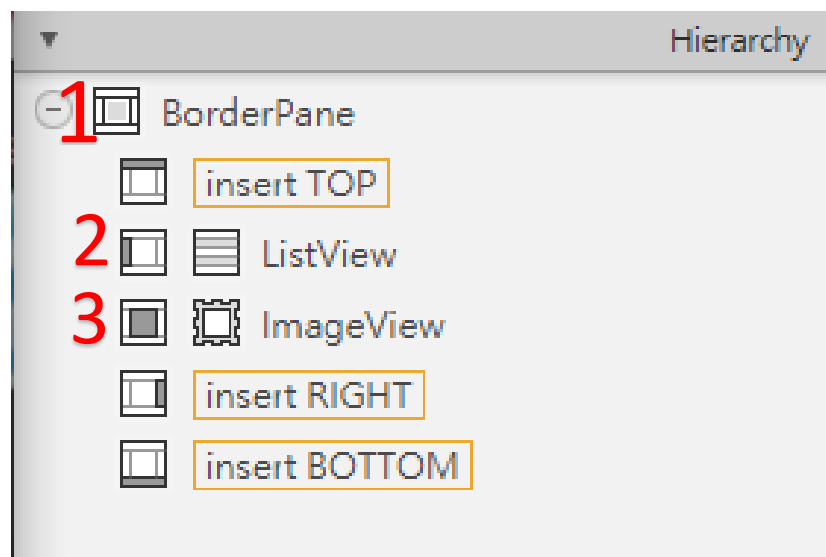 Hierarchy
1 BorderPane
insert TOP
2 ListView
3 ImageView
insert RIGHT
insert BOTTOM